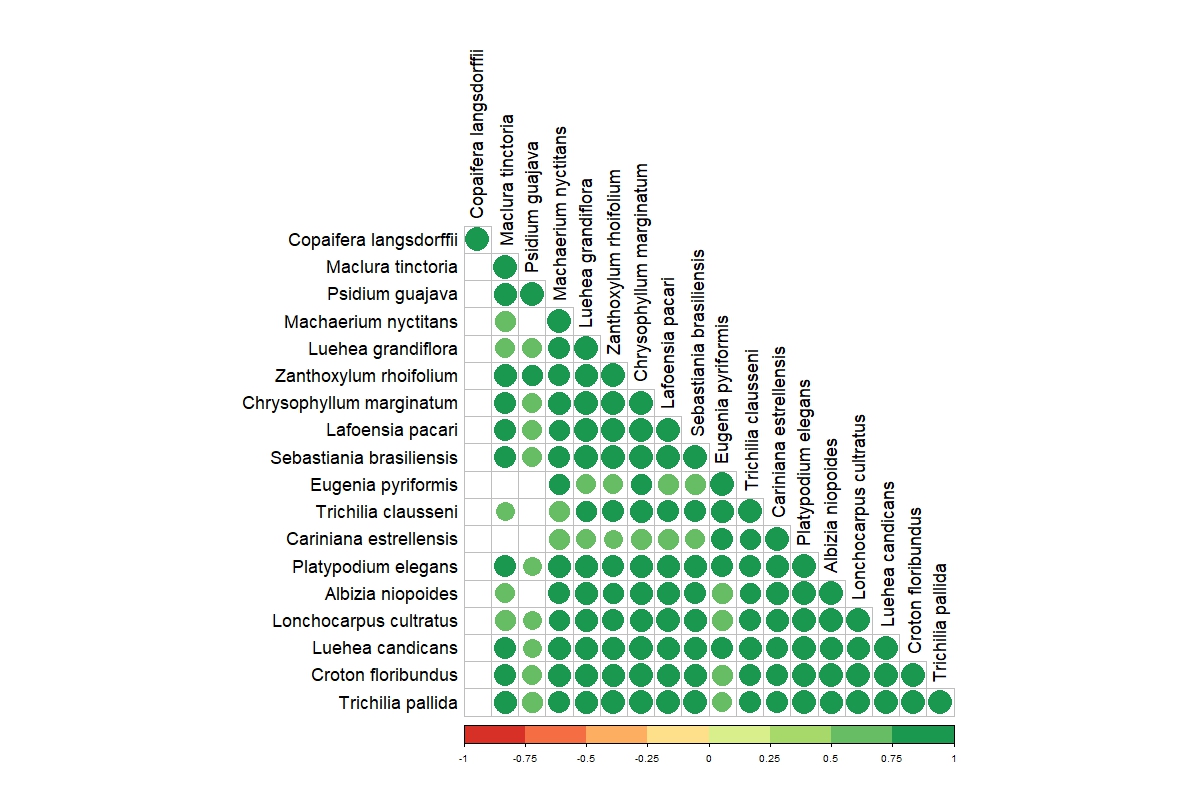 Copaifera langsdorffii
Maclura tinctoria
Psidium guajava
Machaerium nyctitans
Luehea grandiflora
Zanthoxylum rhoifolium
Chrysophyllum marginatum
Lafoensia pacari
Sebastiania brasiliensis
Eugenia pyriformis
Trichilia clausseni
Cariniana estrellensis
Platypodium elegans
Albizia niopoides
Lonchocarpus cultratus
Luehea candicans
Croton floribundus
Trichilia pallida
Copaifera langsdorffii
Maclura tinctoria
Psidium guajava
Machaerium nyctitans
Luehea grandiflora
Zanthoxylum rhoifolium
Chrysophyllum marginatum
Lafoensia pacari
Sebastiania brasiliensis
Eugenia pyriformis
Trichilia clausseni
Cariniana estrellensis
Platypodium elegans
Albizia niopoides
Lonchocarpus cultratus
Luehea candicans
Croton floribundus
Trichilia pallida
-1 -0.75 -0.5 -0.25 0 0.25 0.5 0.75 1